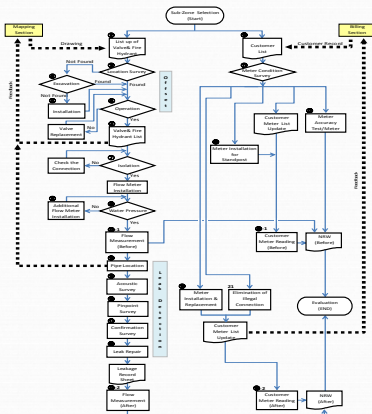 Sub Zone Selection
(Start)
Mapping
Section
Billing
Section
List up of
Valve& Fire
Hydrant
Customer
List
Drawing
Customer Record
Not Found
Location Survey
Meter Condition
Survey
Excavation
Found
Found
Not Found
Installation
Operation
Customer
Meter List
Update
Meter
Accuracy
Test/Meter
No
Yes
Valve
Replacement
Valve& Fire
Hydrant List
Meter
Installation for
Standpost
Check the
Connection
No
Isolation
Yes
Flow Meter
Installation
Additional
Flow Meter
Installation
No
Water Pressure
Yes
Flow
Measurement
(Before)
Customer
Meter Reading
(Before)
NRW
(Before)
Pipe Location
Leak Detection
Acoustic
Survey
Meter
Installation &
Replacement
21
Elimination of
Illegal
Connection
Pinpoint
Survey
Evaluation
(END)
Confirmation
Survey
Customer
Meter List
Update
Leak Repair
Leakage
Record
Sheet
Flow
Measurement
(After)
Customer
Meter Reading
(After)
NRW
(After)